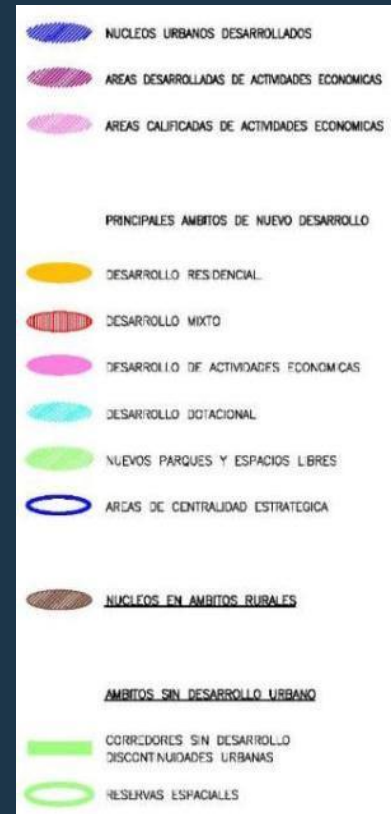 NUCLEOS URBANOS DESARROLLADOS
AREAS DESARROLLADAS DE ACTIVIDADES ECONOMICAS
AREAS CALIFICADAS DE ACTIVIDADES ECONOMICAS
PRINCIPALES AMBITOS DE NUEVO DESARROLLO
DESARROLLO RESIDENCIAL
DESARROLLO MIXTO
DESARROLLO DE ACTIVIDADES ECONOMICAS
DESARROLLO DOTACIONAL
NUEVOS PARQUES Y ESPACIOS LIBRES
AREAS DE CENTRALIDAD ESTRATEGICA
NUCLEOS EN AMBITOS RURALES
AMBITOS SIN DESARROLLO URBANO
CORREDORES SIN DESARROLLO
DISCONTINUIDADES URBANAS
RESERVAS ESPACIALES